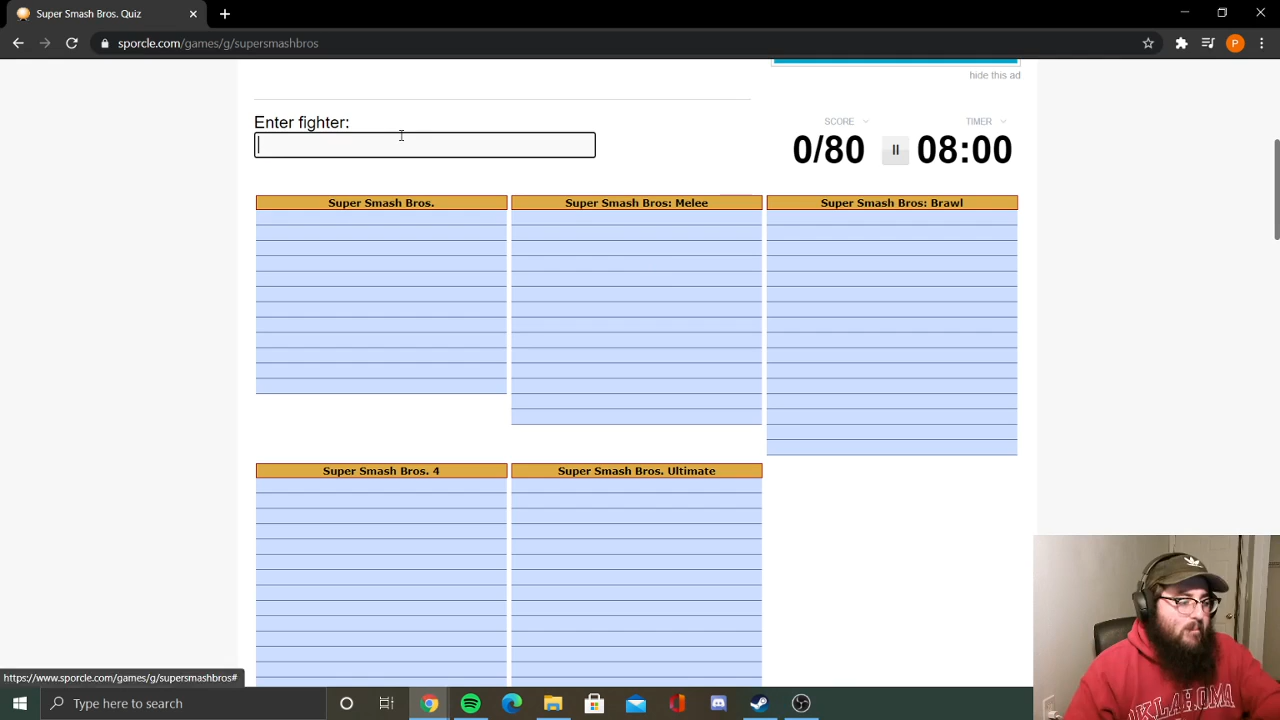 Super Smash Bros. Quiz
sporcle.com/games/g/supersmashbros
P
hide this ad
Enter fighter:
SCORE
TIMER
0/80
08:00
Super Smash Bros.
Super Smash Bros: Melee
Super Smash Bros: Brawl
Super Smash Bros. 4
Super Smash Bros. Ultimate
https://www.sporcle.com/games/g/supersmashbros#
Type here to search
OKLAHOMA